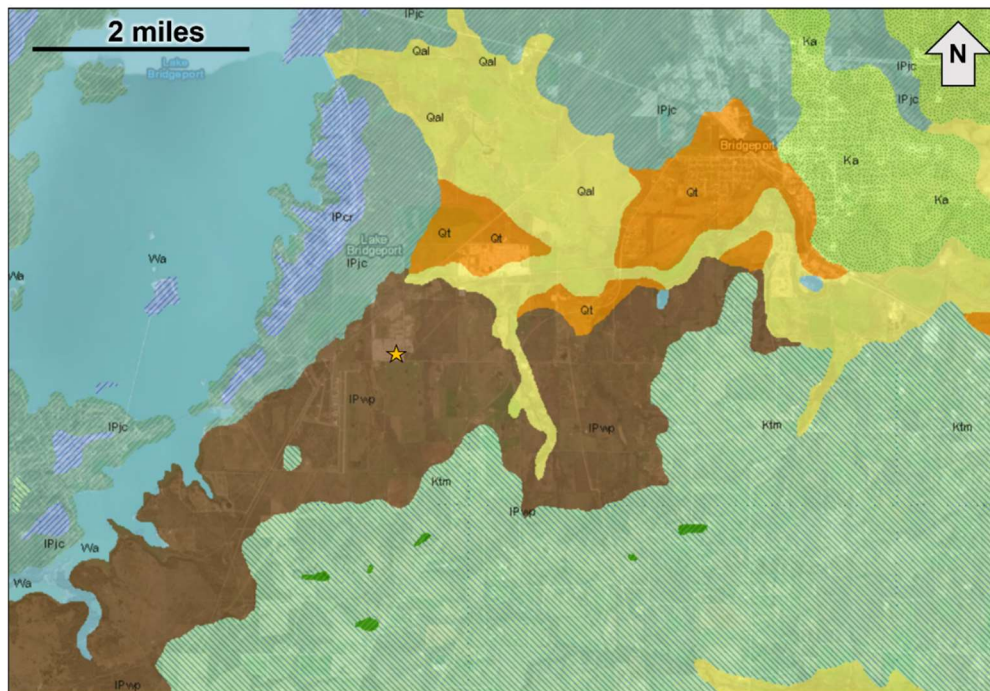 2 miles
N
Lake
Bridgeport
IPjc
Qal
Qal
Ka
IPjc
IPjc
IPjc
Qal
Bridgeport
Ka
Qal
Qt
Ka
IPcr
Qt
Qt
Lake
Bridgeport
IPjc
Wa
Wa
Qt
IPwp
IPjc
IPwp
Ktm
Ktm
Ktm
IPwp
IPjc
Wa
Wa
IPwp